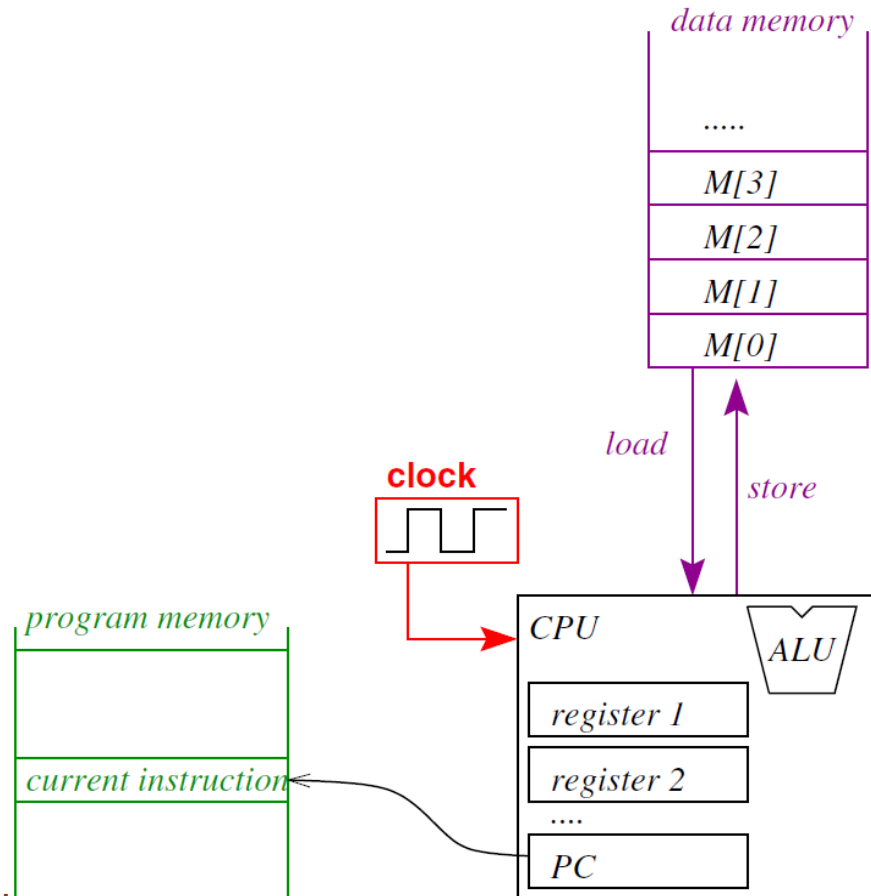 data memory
.....
M[3]
M[2]
M[1]
M[0]
load
store
clock
program memory
current instruction
CPU
ALU
register 1
register 2
....
PC